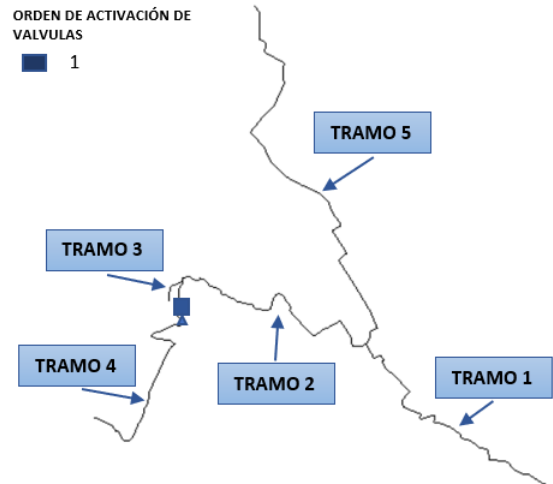 ORDEN DE ACTIVACIÓN DE
VALVULAS
1
TRAMO 5
TRAMO 3
TRAMO 4
TRAMO 2
TRAMO 1